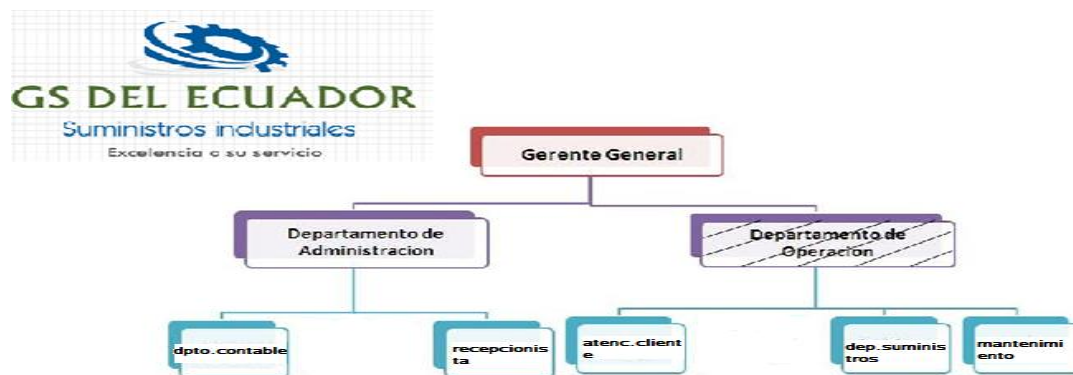 GS DEL ECUADOR
Suministros industriales
Excelencia a su servicio
Gerente General
Departamento de
Administracion
Departamento de
Operacion
dpto.contable
recepcionis
ta
atenc.client
e
dep.suminis
tros
mantenimi
ento